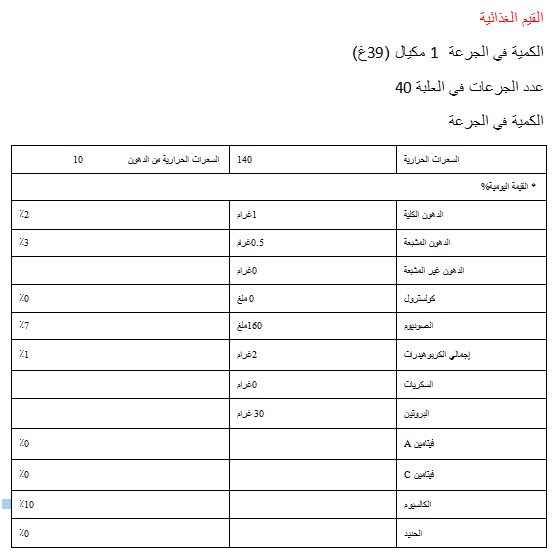 القيم الغذائية
الكمية في الجرعة 1 مكيال (39غ)
عدد الجرعات في العلبة 40
الكمية في الجرعة
السعرات الحرارية 140 السعرات الحرارية من الدهون 10
* القيمة اليومية%
الدهون الكلية 1غرام 2٪
الدهون المشبعة 0.5غرام 3٪
الدهون غير المشبعة 0غرام
كولسترول 0 ملغ 0٪
الصوديوم 160ملغ 7٪
إجمالي الكربوهيدرات 2غرام 1٪
السكريات 0غرام
البروتين 30 غرام
فيتامين A 0٪
فيتامين C 0٪
الكالسيوم 10٪
الحديد 0٪